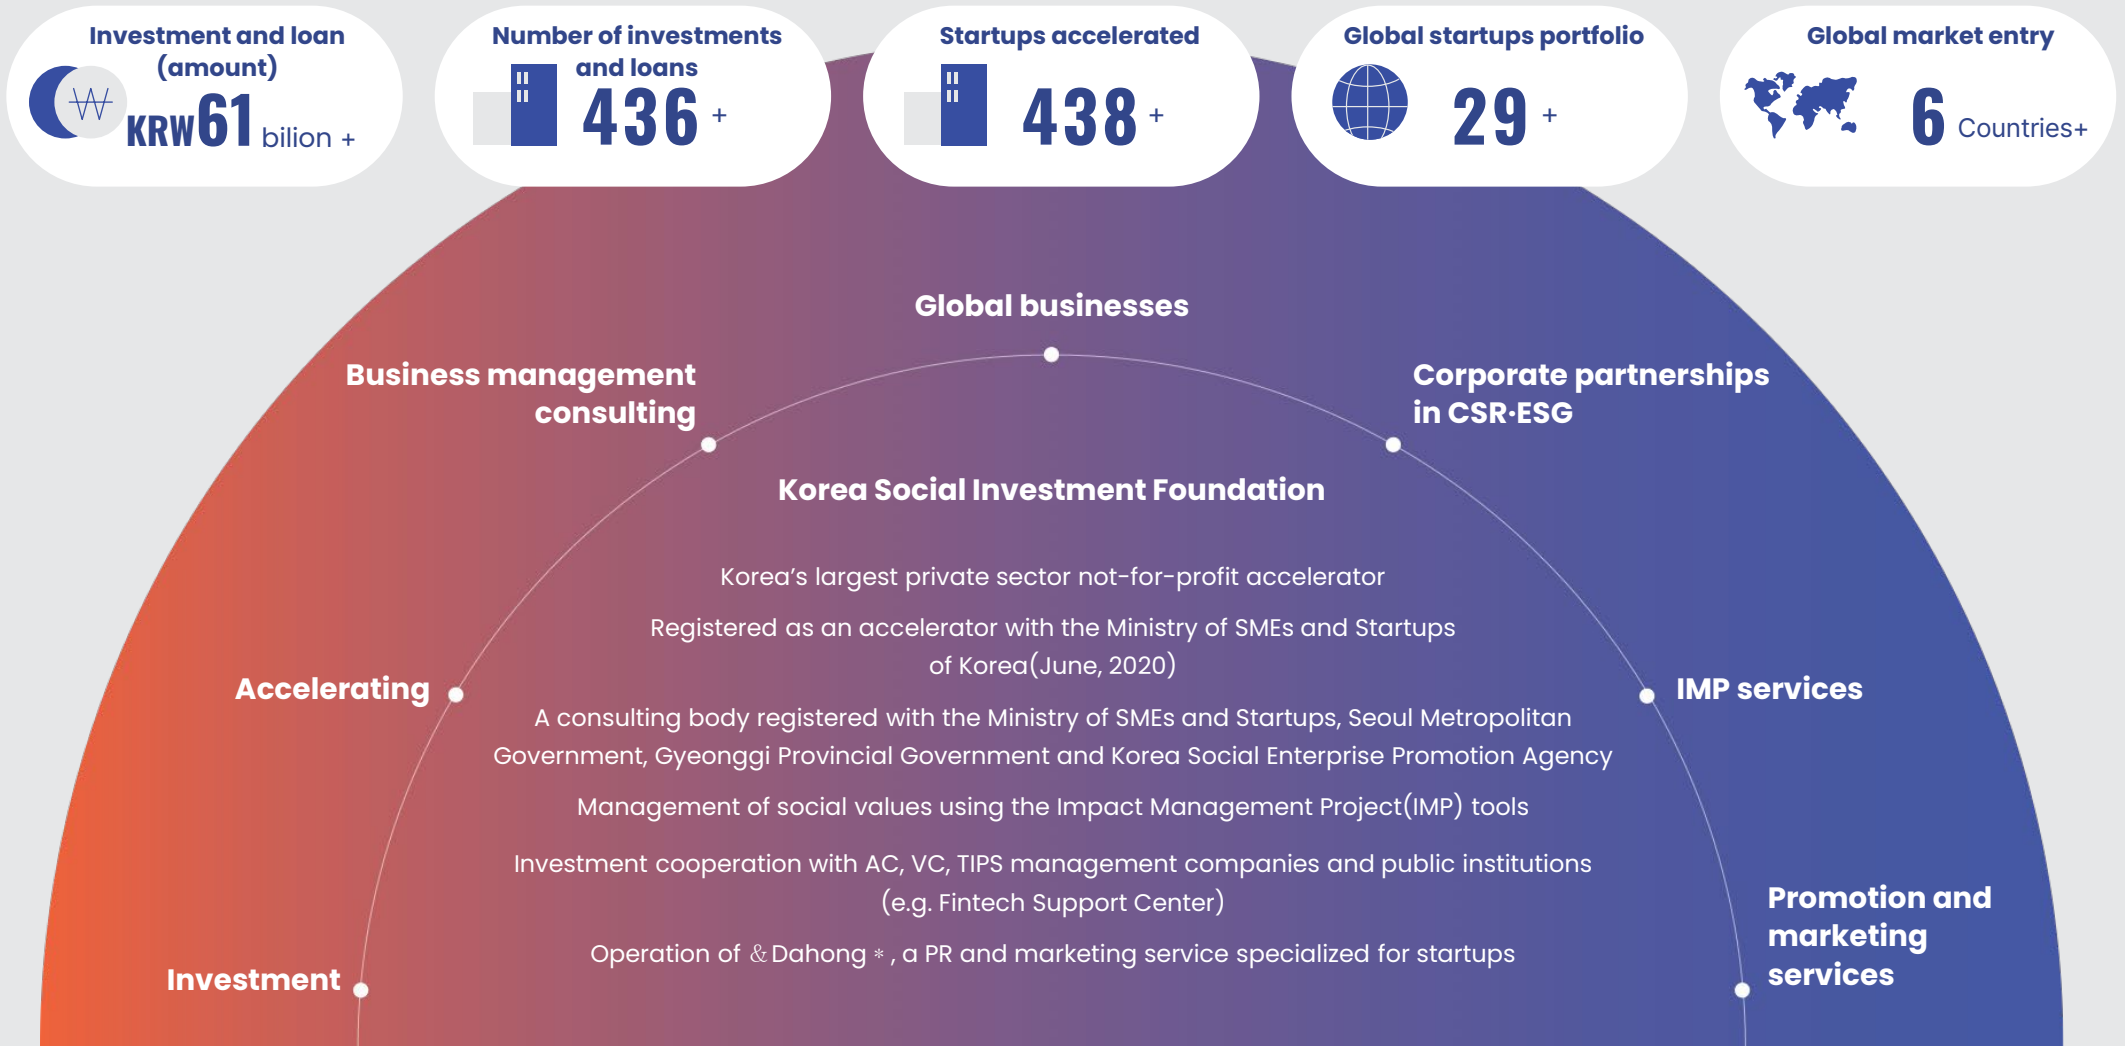 Investment and loan
(amount)
KRW61 bilion +
Number of investments
and loans
436 +
Startups accelerated
438 +
Global startups portfolio
29 +
Global market entry
6 Countries+
Global businesses
Business management
consulting
Corporate partnerships
in CSR·ESG
Korea Social Investment Foundation
Korea’s largest private sector not-for-profit accelerator
Registered as an accelerator with the Ministry of SMEs and Startups
of Korea(June, 2020)
Accelerating
IMP services
A consulting body registered with the Ministry of SMEs and Startups, Seoul Metropolitan
Government, Gyeonggi Provincial Government and Korea Social Enterprise Promotion Agency
Management of social values using the Impact Management Project(IMP) tools
Investment cooperation with AC, VC, TIPS management companies and public institutions
(e.g. Fintech Support Center)
Operation of & Dahong * , a PR and marketing service specialized for startups
Investment
Promotion and
marketing
services